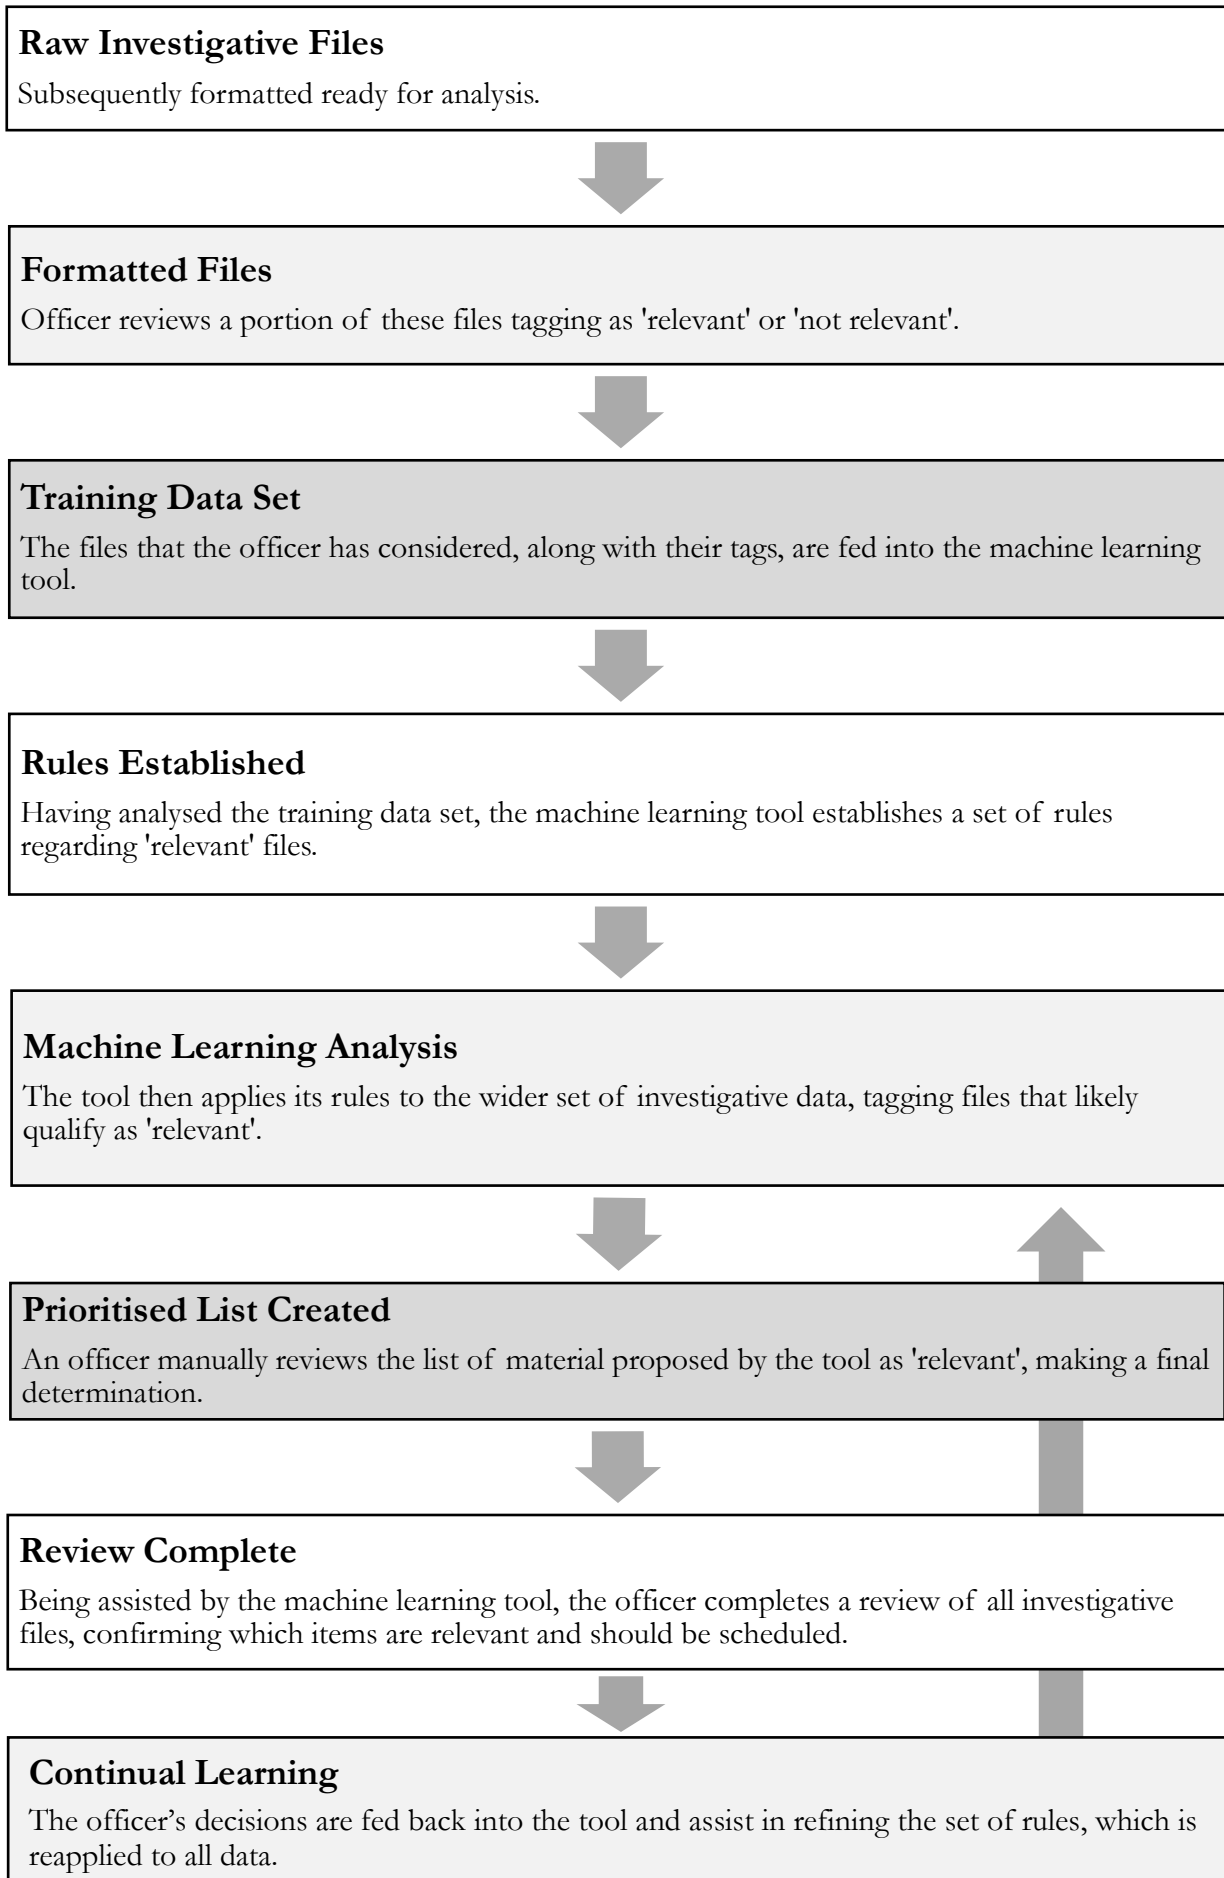 Raw Investigative Files
Subsequently formatted ready for analysis.
Formatted Files
Officer reviews a portion of these files tagging as 'relevant' or 'not relevant'.
Training Data Set
The files that the officer has considered, along with their tags, are fed into the machine learning
tool.
Rules Established
Having analysed the training data set, the machine learning tool establishes a set of rules
regarding 'relevant' files.
Machine Learning Analysis
The tool then applies its rules to the wider set of investigative data, tagging files that likely
qualify as 'relevant'.
Prioritised List Created
An officer manually reviews the list of material proposed by the tool as 'relevant', making a final
determination.
Review Complete
Being assisted by the machine learning tool, the officer completes a review of all investigative
files, confirming which items are relevant and should be scheduled.
Continual Learning
The officer’s decisions are fed back into the tool and assist in refining the set of rules, which is
reapplied to all data.